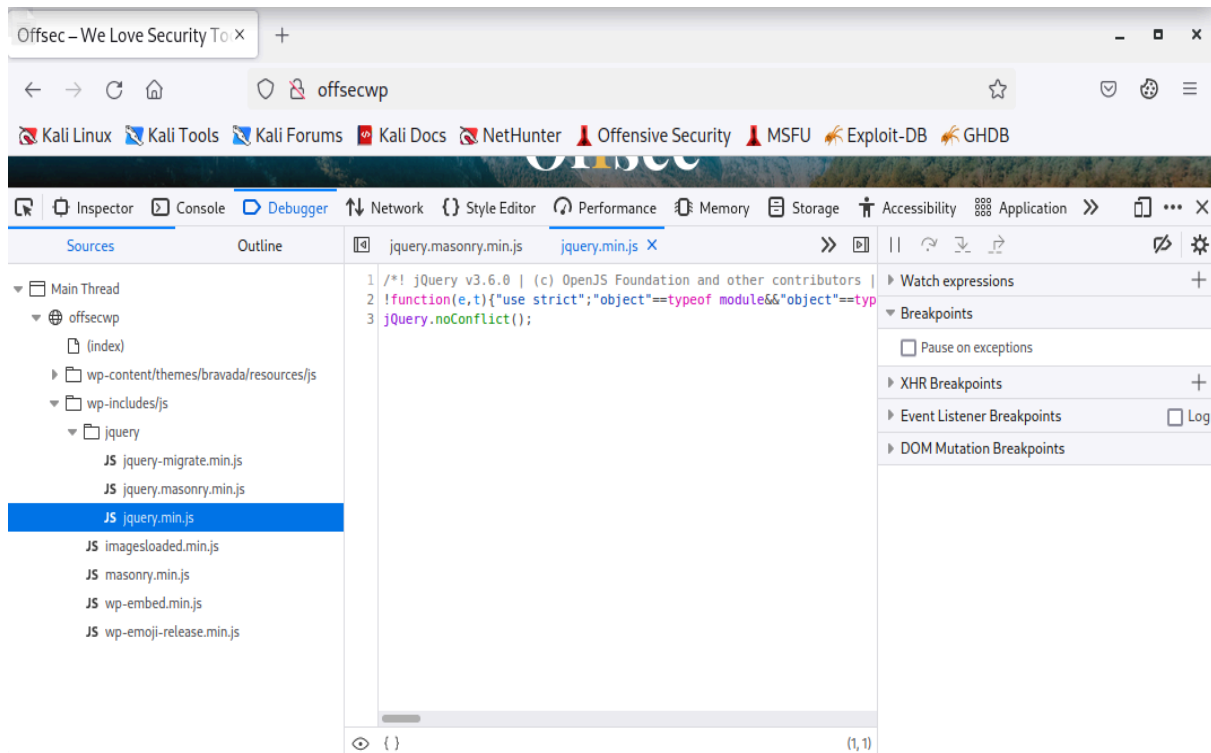 Offsec – We Love Security To
offsecwp
Kali Linux Kali Tools Kali Forums Kali Docs NetHunter Offensive Security MSFU Exploit-DB GHDB
Offsec
Inspector Console Debugger Network {} Style Editor Performance Memory Storage Accessibility Application
Sources Outline jquery.masonry.min.js jquery.min.js
Main Thread
offsecwp
(index)
wp-content/themes/bravada/resources/js
wp-includes/js
jquery
JS jquery-migrate.min.js
JS jquery.masonry.min.js
JS jquery.min.js
JS imagesloaded.min.js
JS masonry.min.js
JS wp-embed.min.js
JS wp-emoji-release.min.js
1 /*! jQuery v3.6.0 | (c) OpenJS Foundation and other contributors |
2 !function(e,t){"use strict";"object"==typeof module&&"object"==typ
3 jQuery.noConflict();
{ } (1, 1)
Watch expressions
Breakpoints
Pause on exceptions
XHR Breakpoints
Event Listener Breakpoints Log
DOM Mutation Breakpoints